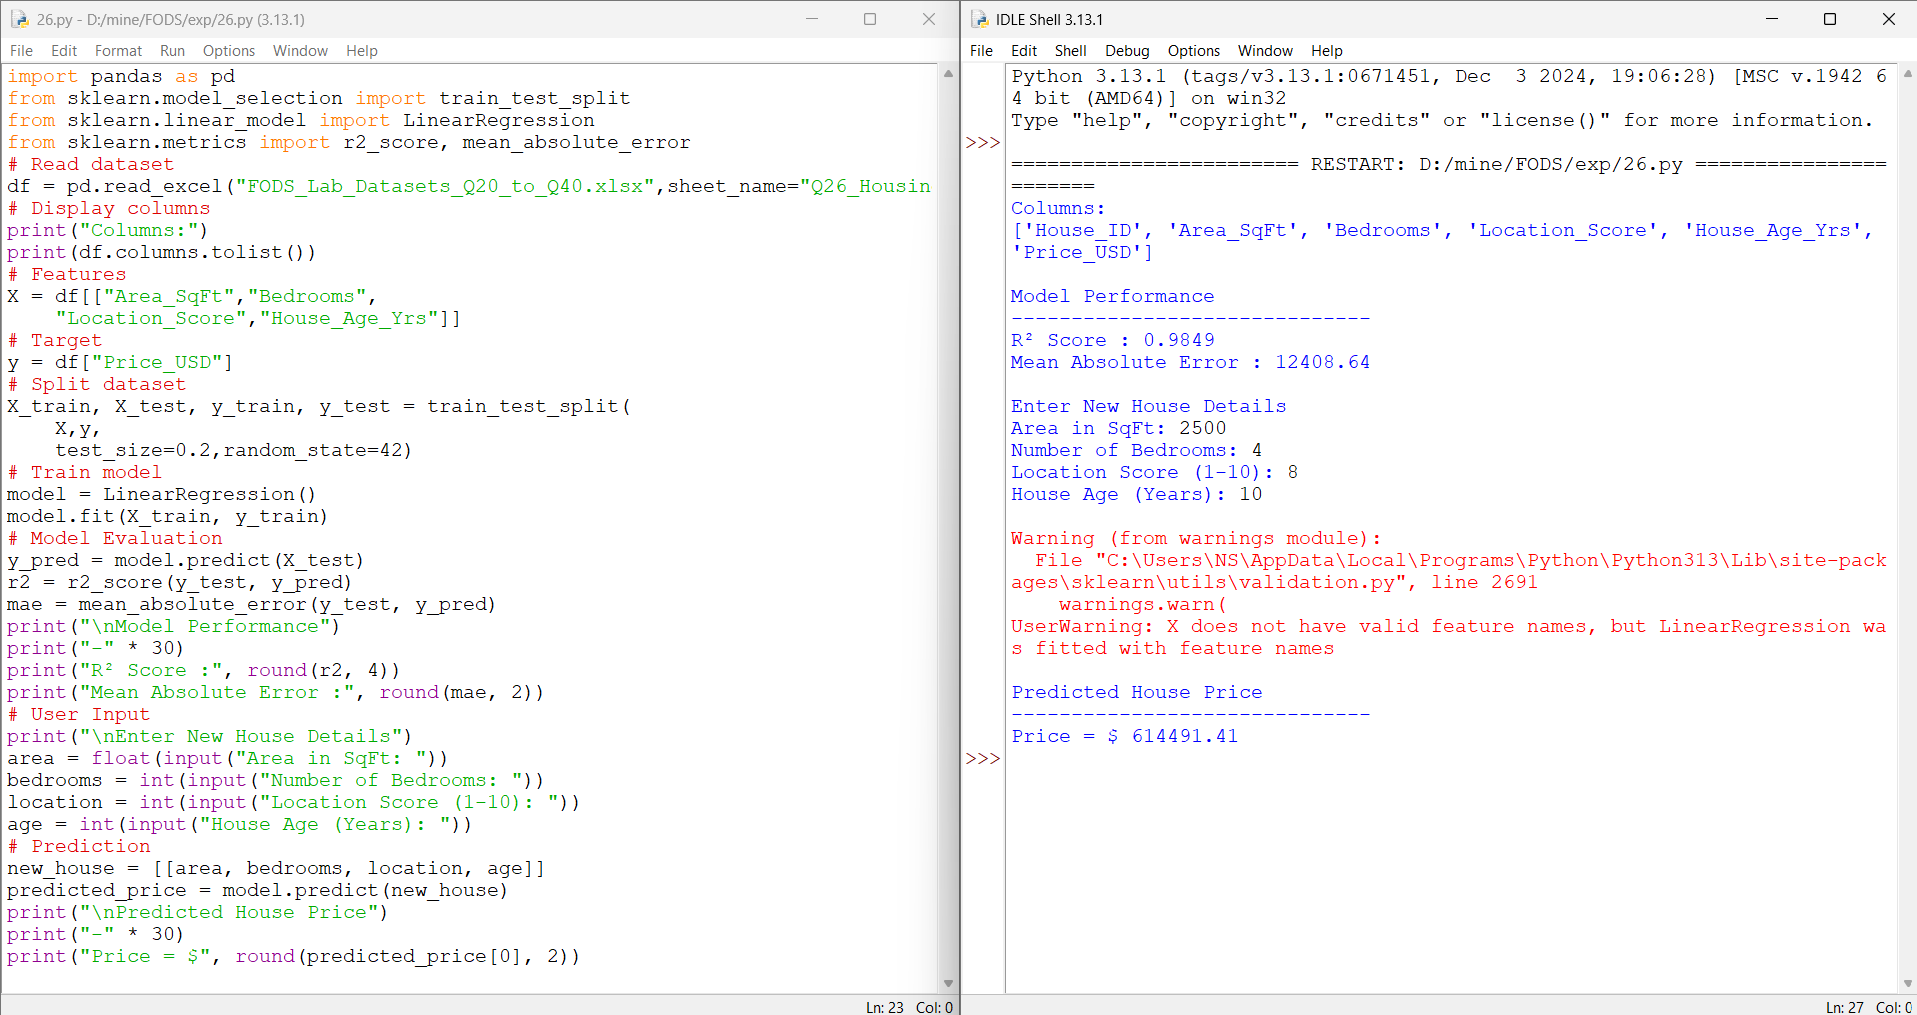 26.py - D:/mine/FODS/exp/26.py (3.13.1)
File Edit Format Run Options Window Help
import pandas as pd
from sklearn.model_selection import train_test_split
from sklearn.linear_model import LinearRegression
from sklearn.metrics import r2_score, mean_absolute_error
# Read dataset
df = pd.read_excel("FODS_Lab_Datasets_Q20_to_Q40.xlsx",sheet_name="Q26_Housin
# Display columns
print("Columns:")
print(df.columns.tolist())
# Features
X = df[["Area_SqFt","Bedrooms",
    "Location_Score","House_Age_Yrs"]]
# Target
y = df["Price_USD"]
# Split dataset
X_train, X_test, y_train, y_test = train_test_split(
    X,y,
    test_size=0.2,random_state=42)
# Train model
model = LinearRegression()
model.fit(X_train, y_train)
# Model Evaluation
y_pred = model.predict(X_test)
r2 = r2_score(y_test, y_pred)
mae = mean_absolute_error(y_test, y_pred)
print("\nModel Performance")
print("-" * 30)
print("R² Score :", round(r2, 4))
print("Mean Absolute Error :", round(mae, 2))
# User Input
print("\nEnter New House Details")
area = float(input("Area in SqFt: "))
bedrooms = int(input("Number of Bedrooms: "))
location = int(input("Location Score (1-10): "))
age = int(input("House Age (Years): "))
# Prediction
new_house = [[area, bedrooms, location, age]]
predicted_price = model.predict(new_house)
print("\nPredicted House Price")
print("-" * 30)
print("Price = $", round(predicted_price[0], 2))
Ln: 23 Col: 0
IDLE Shell 3.13.1
File Edit Shell Debug Options Window Help
Python 3.13.1 (tags/v3.13.1:0671451, Dec  3 2024, 19:06:28) [MSC v.1942 6
4 bit (AMD64)] on win32
Type "help", "copyright", "credits" or "license()" for more information.
>>>
======================== RESTART: D:/mine/FODS/exp/26.py ================
=======
Columns:
['House_ID', 'Area_SqFt', 'Bedrooms', 'Location_Score', 'House_Age_Yrs',
'Price_USD']
Model Performance
------------------------------
R² Score : 0.9849
Mean Absolute Error : 12408.64
Enter New House Details
Area in SqFt: 2500
Number of Bedrooms: 4
Location Score (1-10): 8
House Age (Years): 10
Warning (from warnings module):
  File "C:\Users\NS\AppData\Local\Programs\Python\Python313\Lib\site-pack
ages\sklearn\utils\validation.py", line 2691
    warnings.warn(
UserWarning: X does not have valid feature names, but LinearRegression wa
s fitted with feature names
Predicted House Price
------------------------------
Price = $ 614491.41
>>>
Ln: 27 Col: 0